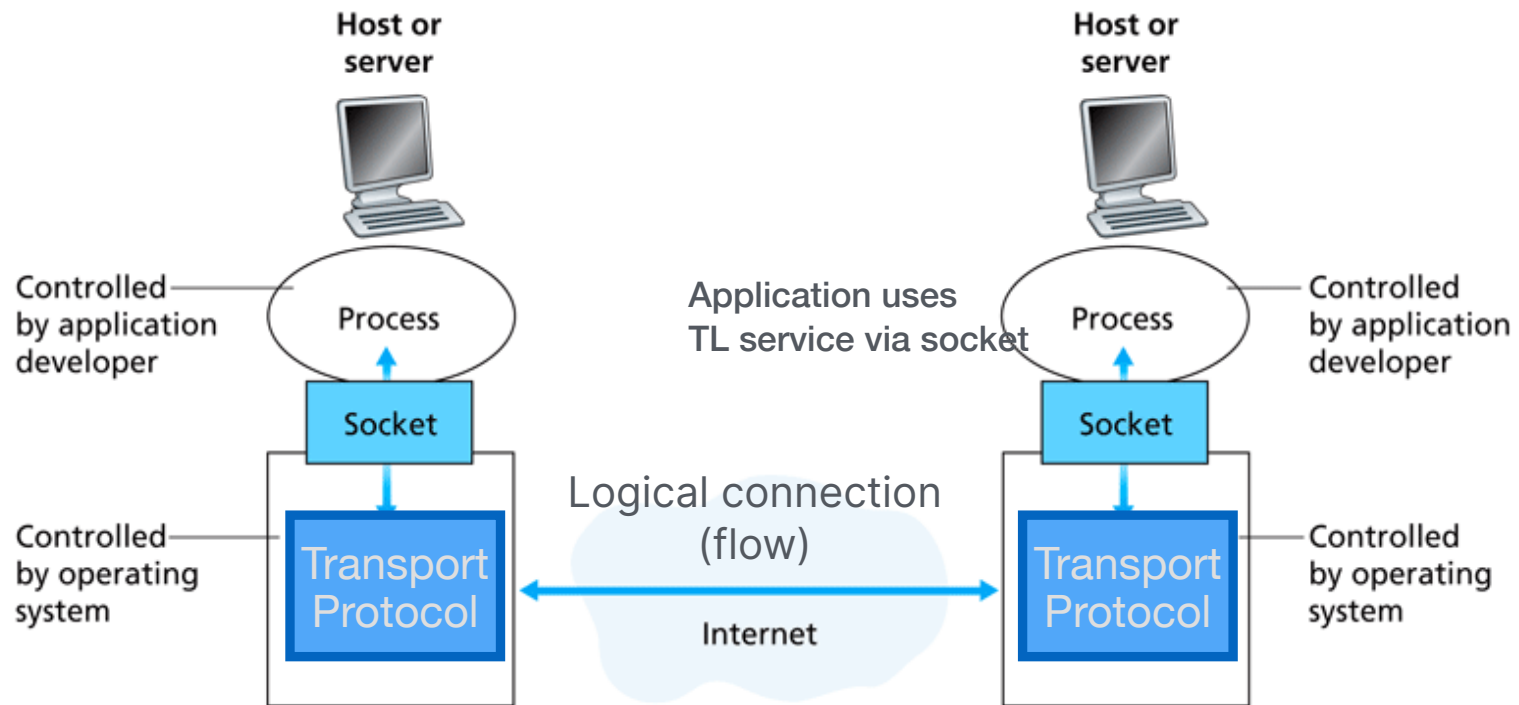 Host or
server
Host or
server
Controlled
by application
developer
Process
Application uses
TL service via socket
Process
Controlled
by application
developer
Socket
Socket
Logical connection
(flow)
Controlled
by operating
system
Transport
Protocol
Internet
Transport
Protocol
Controlled
by operating
system